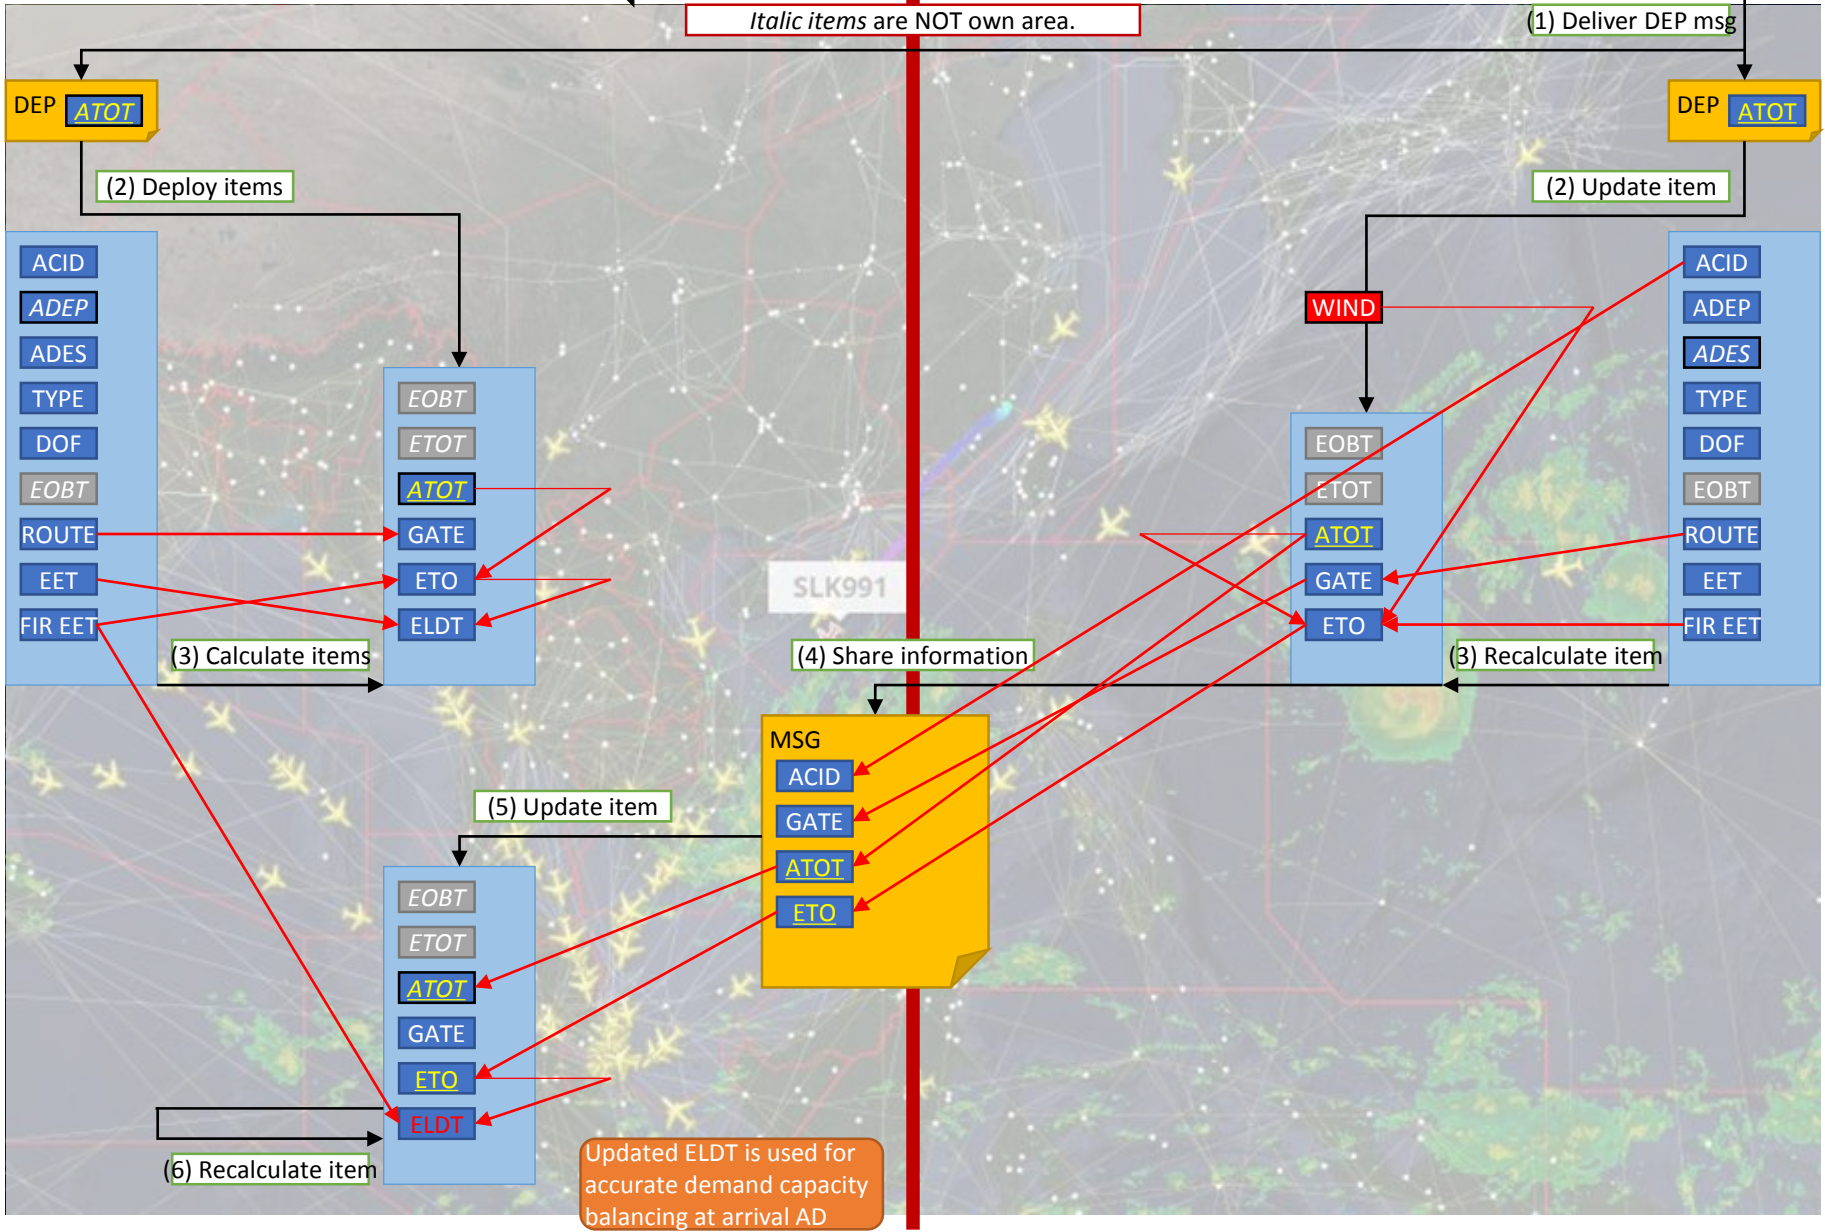 Italic items are NOT own area.
(1) Deliver DEP msg
DEP ATOT
DEP ATOT
(2) Deploy items
(2) Update item
ACID
ADEP
ADES
TYPE
DOF
EOBT
ROUTE
EET
FIR EET
EOBT
ETOT
ATOT
GATE
ETO
ELDT
(3) Calculate items
SLK991
WIND
EOBT
ETOT
ATOT
GATE
ETO
ACID
ADEP
ADES
TYPE
DOF
EOBT
ROUTE
EET
FIR EET
(3) Recalculate item
(4) Share information
MSG
ACID
GATE
ATOT
ETO
(5) Update item
EOBT
ETOT
ATOT
GATE
ETO
ELDT
(6) Recalculate item
Updated ELDT is used for
accurate demand capacity
balancing at arrival AD